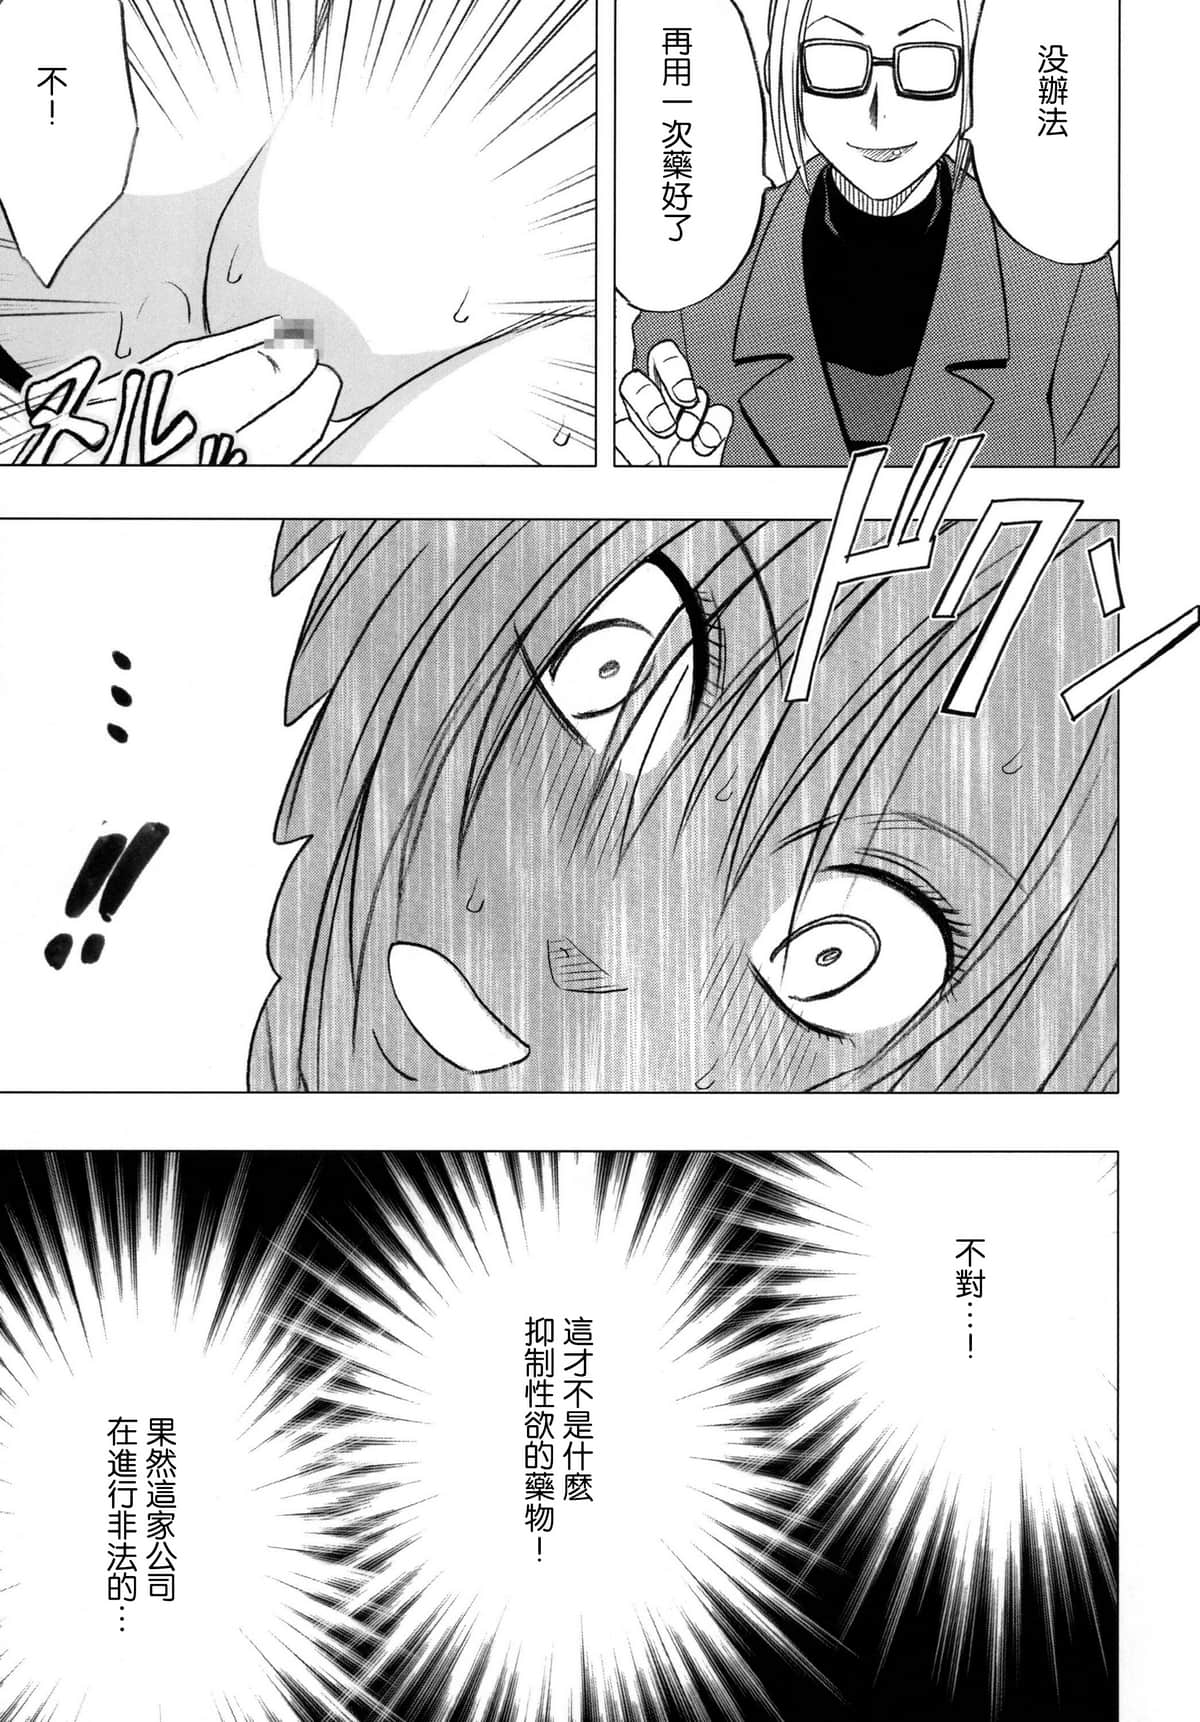 没辦法
再用一次藥好了
不！
ヌルッ
ドクン
…!!
不對…！
這才不是什麼
抑制性欲的藥物！
果然這家公司
在進行非法的…